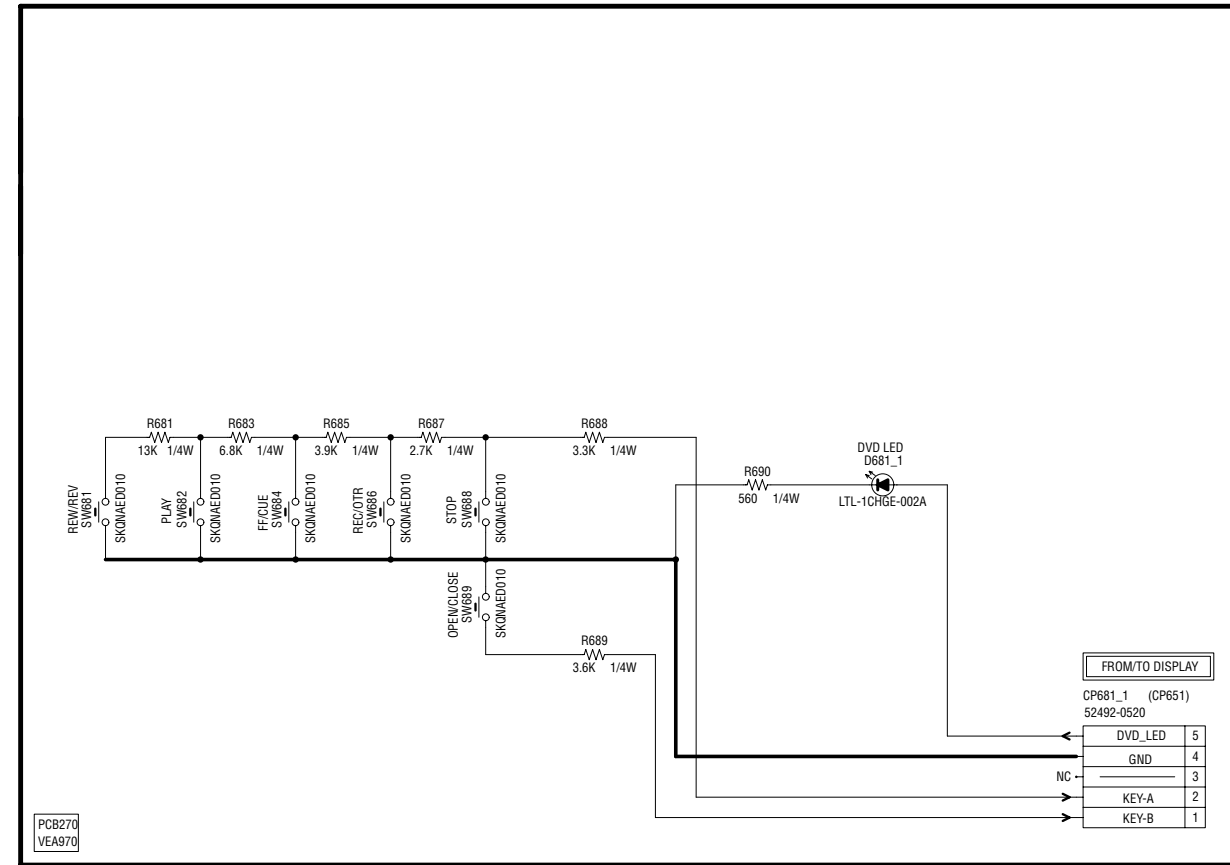 R681
13K 1/4W
R683
6.8K 1/4W
R685
3.9K 1/4W
R687
2.7K 1/4W
R688
3.3K 1/4W
REW/REV
SW681
SKQNAED010
PLAY
SW682
SKQNAED010
FF/CUE
SW684
SKQNAED010
REC/OTR
SW686
SKQNAED010
STOP
SW688
SKQNAED010
R690
560 1/4W
DVD LED
D681_1
LTL-1CHGE-002A
OPEN/CLOSE
SW689
SKQNAED010
R689
3.6K 1/4W
FROM/TO DISPLAY
CP681_1 (CP651)
52492-0520
DVD_LED 5
GND 4
NC 3
KEY-A 2
KEY-B 1
PCB270
VEA970